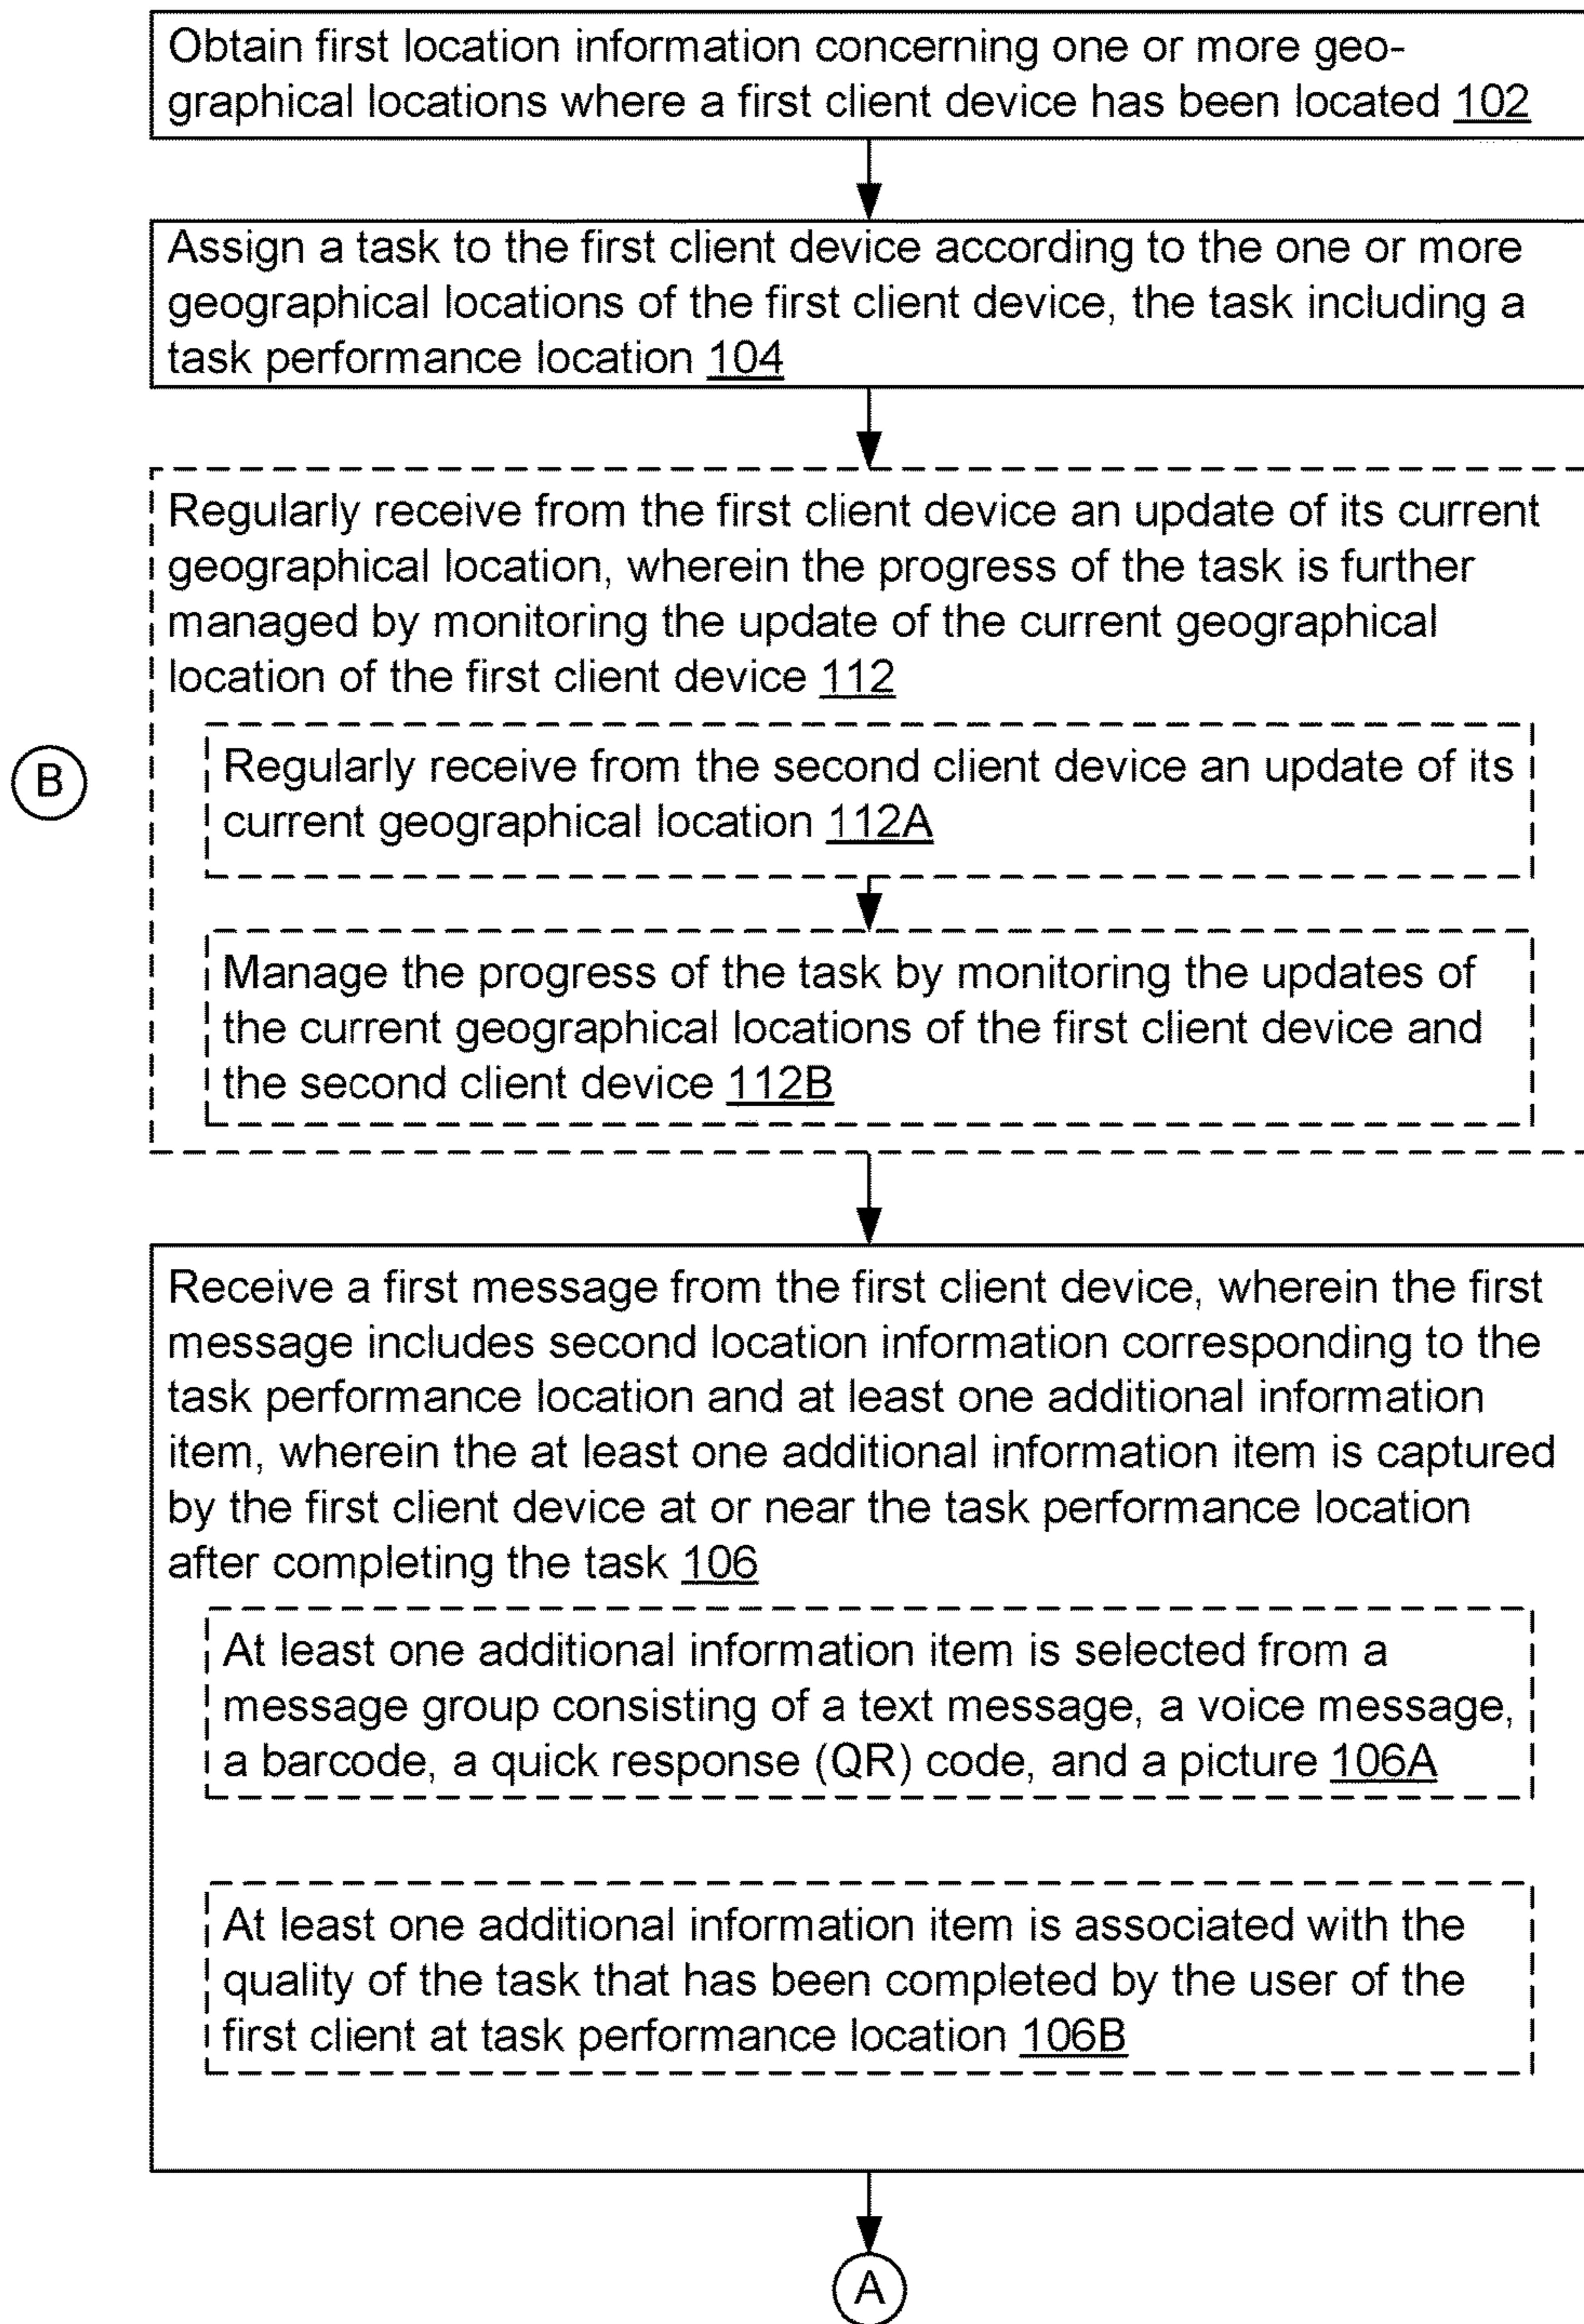 Obtain first location information concerning one or more geo-
graphical locations where a first client device has been located 102
Assign a task to the first client device according to the one or more
geographical locations of the first client device, the task including a
task performance location 104
Regularly receive from the first client device an update of its current
geographical location, wherein the progress of the task is further
managed by monitoring the update of the current geographical
location of the first client device 112
B
Regularly receive from the second client device an update of its
current geographical location 112A
Manage the progress of the task by monitoring the updates of
the current geographical locations of the first client device and
the second client device 112B
Receive a first message from the first client device, wherein the first
message includes second location information corresponding to the
task performance location and at least one additional information
item, wherein the at least one additional information item is captured
by the first client device at or near the task performance location
after completing the task 106
At least one additional information item is selected from a
message group consisting of a text message, a voice message,
a barcode, a quick response (QR) code, and a picture 106A
At least one additional information item is associated with the
quality of the task that has been completed by the user of the
first client at task performance location 106B
A